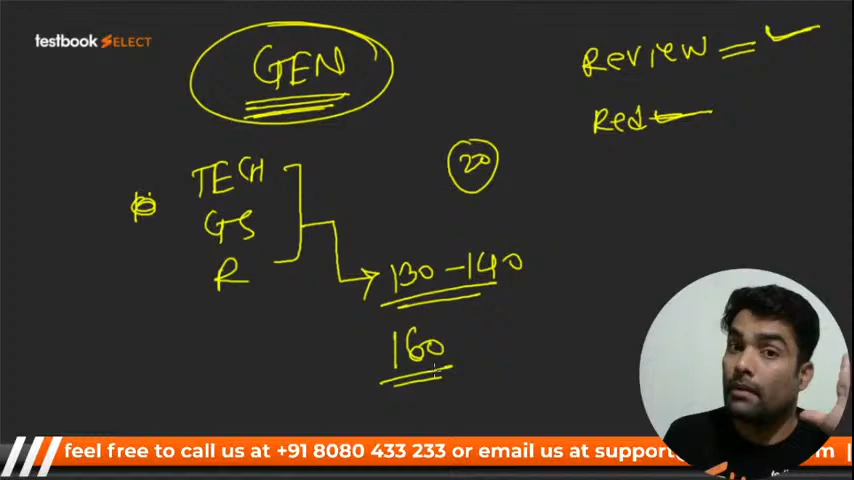 testbook SELECT
GEN
Review =
Red
TECH
GS
R
20
130-140
160
feel free to call us at +91 8080 433 233 or email us at support
m |